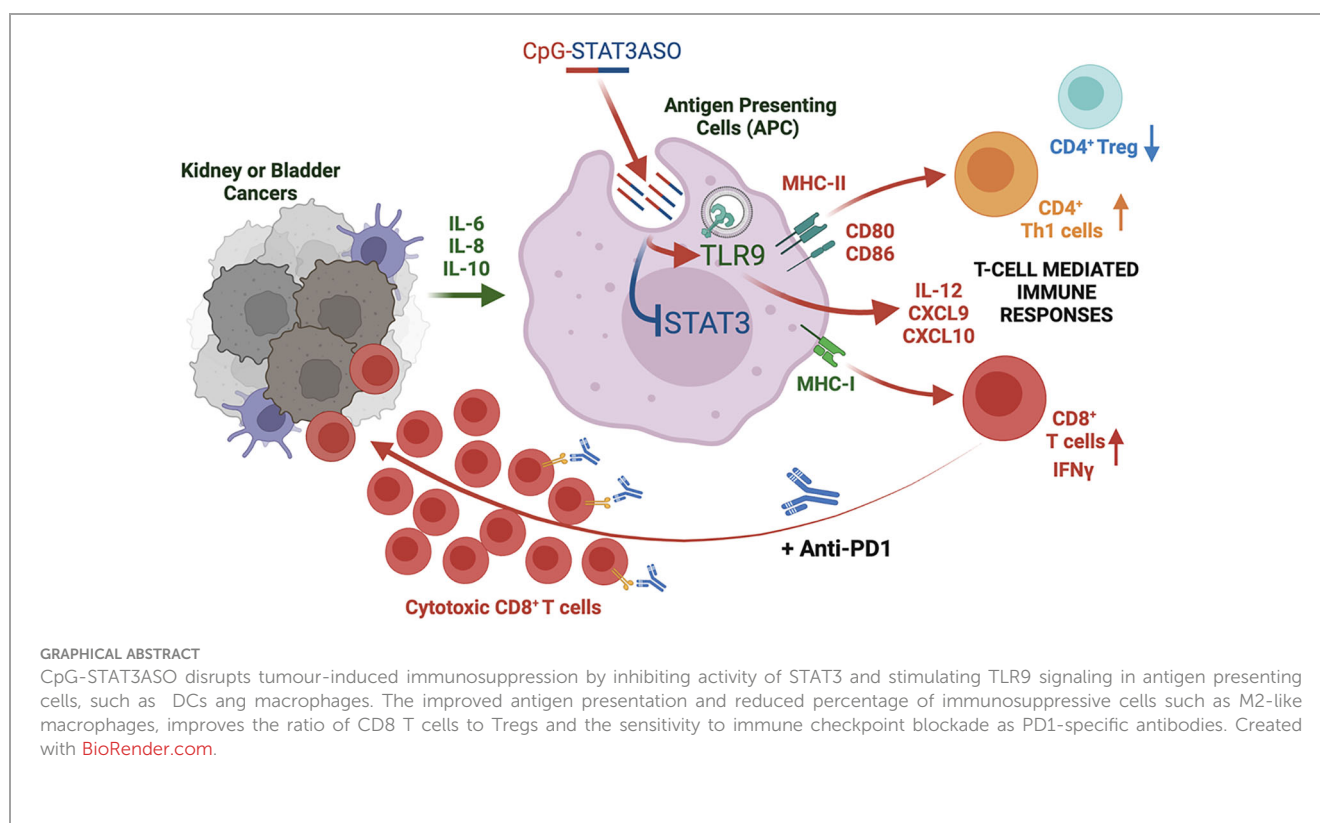 CpG-STAT3ASO
Antigen Presenting
Cells (APC)
Kidney or Bladder
Cancers
IL-6
IL-8
IL-10
TLR9
STAT3
MHC-II
CD80
CD86
CD4⁺ Treg
CD4⁺
Th1 cells
T-CELL MEDIATED
IMMUNE
RESPONSES
IL-12
CXCL9
CXCL10
MHC-I
CD8⁺
T cells
IFNγ
+ Anti-PD1
Cytotoxic CD8⁺ T cells
GRAPHICAL ABSTRACT
CpG-STAT3ASO disrupts tumour-induced immunosuppression by inhibiting activity of STAT3 and stimulating TLR9 signaling in antigen presenting
cells, such as DCs ang macrophages. The improved antigen presentation and reduced percentage of immunosuppressive cells such as M2-like
macrophages, improves the ratio of CD8 T cells to Tregs and the sensitivity to immune checkpoint blockade as PD1-specific antibodies. Created
with BioRender.com.